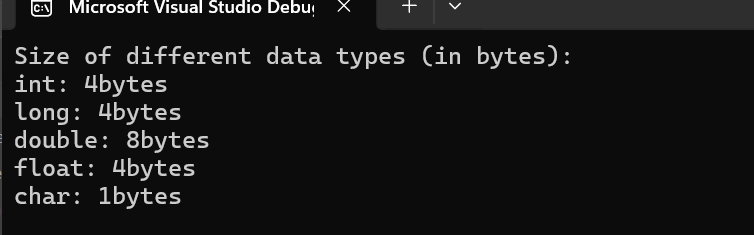 Microsoft Visual Studio Debu
Size of different data types (in bytes):
int: 4bytes
long: 4bytes
double: 8bytes
float: 4bytes
char: 1bytes